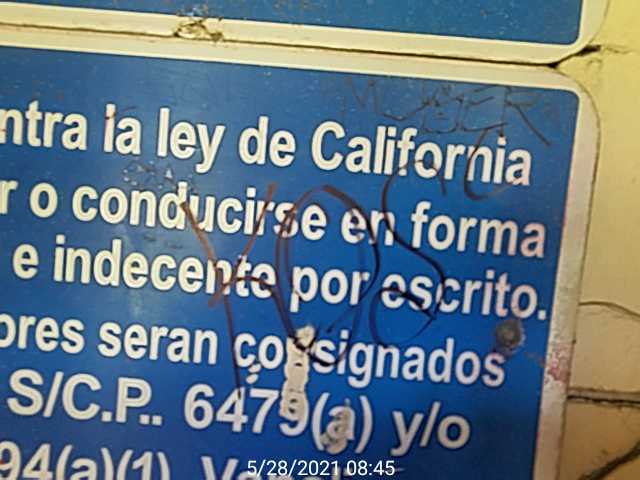 ntra la ley de California
r o conducirse en forma
e indecente por escrito.
ores seran consignados
S/C.P.. 6479(a) y/o
94(a)(1)
YOS
5/28/2021 08:45